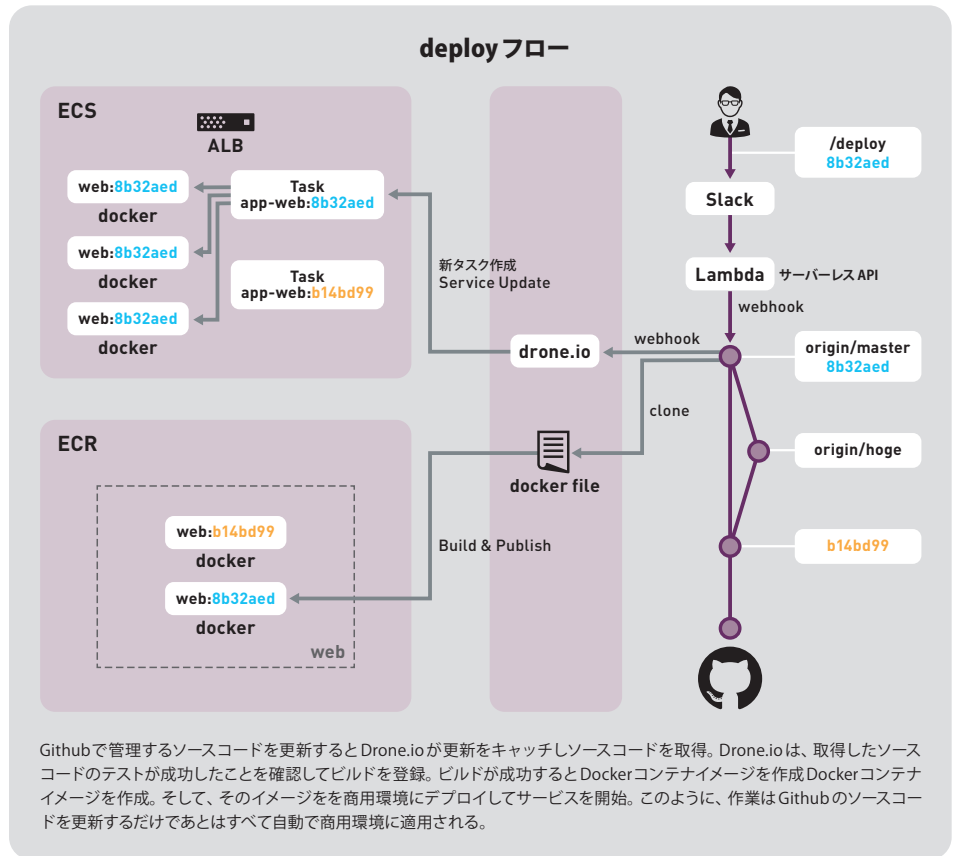 deployフロー
ECS
ALB
web:8b32aed
docker
web:8b32aed
docker
web:8b32aed
docker
Task
app-web:8b32aed
Task
app-web:b14bd99
新タスク作成
Service Update
drone.io
webhook
clone
docker file
Build & Publish
ECR
web:b14bd99
docker
web:8b32aed
docker
web
/deploy
8b32aed
Slack
Lambda
サーバーレス API
webhook
origin/master
8b32aed
origin/hoge
b14bd99
Githubで管理するソースコードを更新するとDrone.ioが更新をキャッチしソースコードを取得。Drone.ioは、取得したソース
コードのテストが成功したことを確認してビルドを登録。ビルドが成功するとDockerコンテナイメージを作成Dockerコンテナ
イメージを作成。そして、そのイメージをを商用環境にデプロイしてサービスを開始。このように、作業はGithubのソースコー
ドを更新するだけであとはすべて自動で商用環境に適用される。